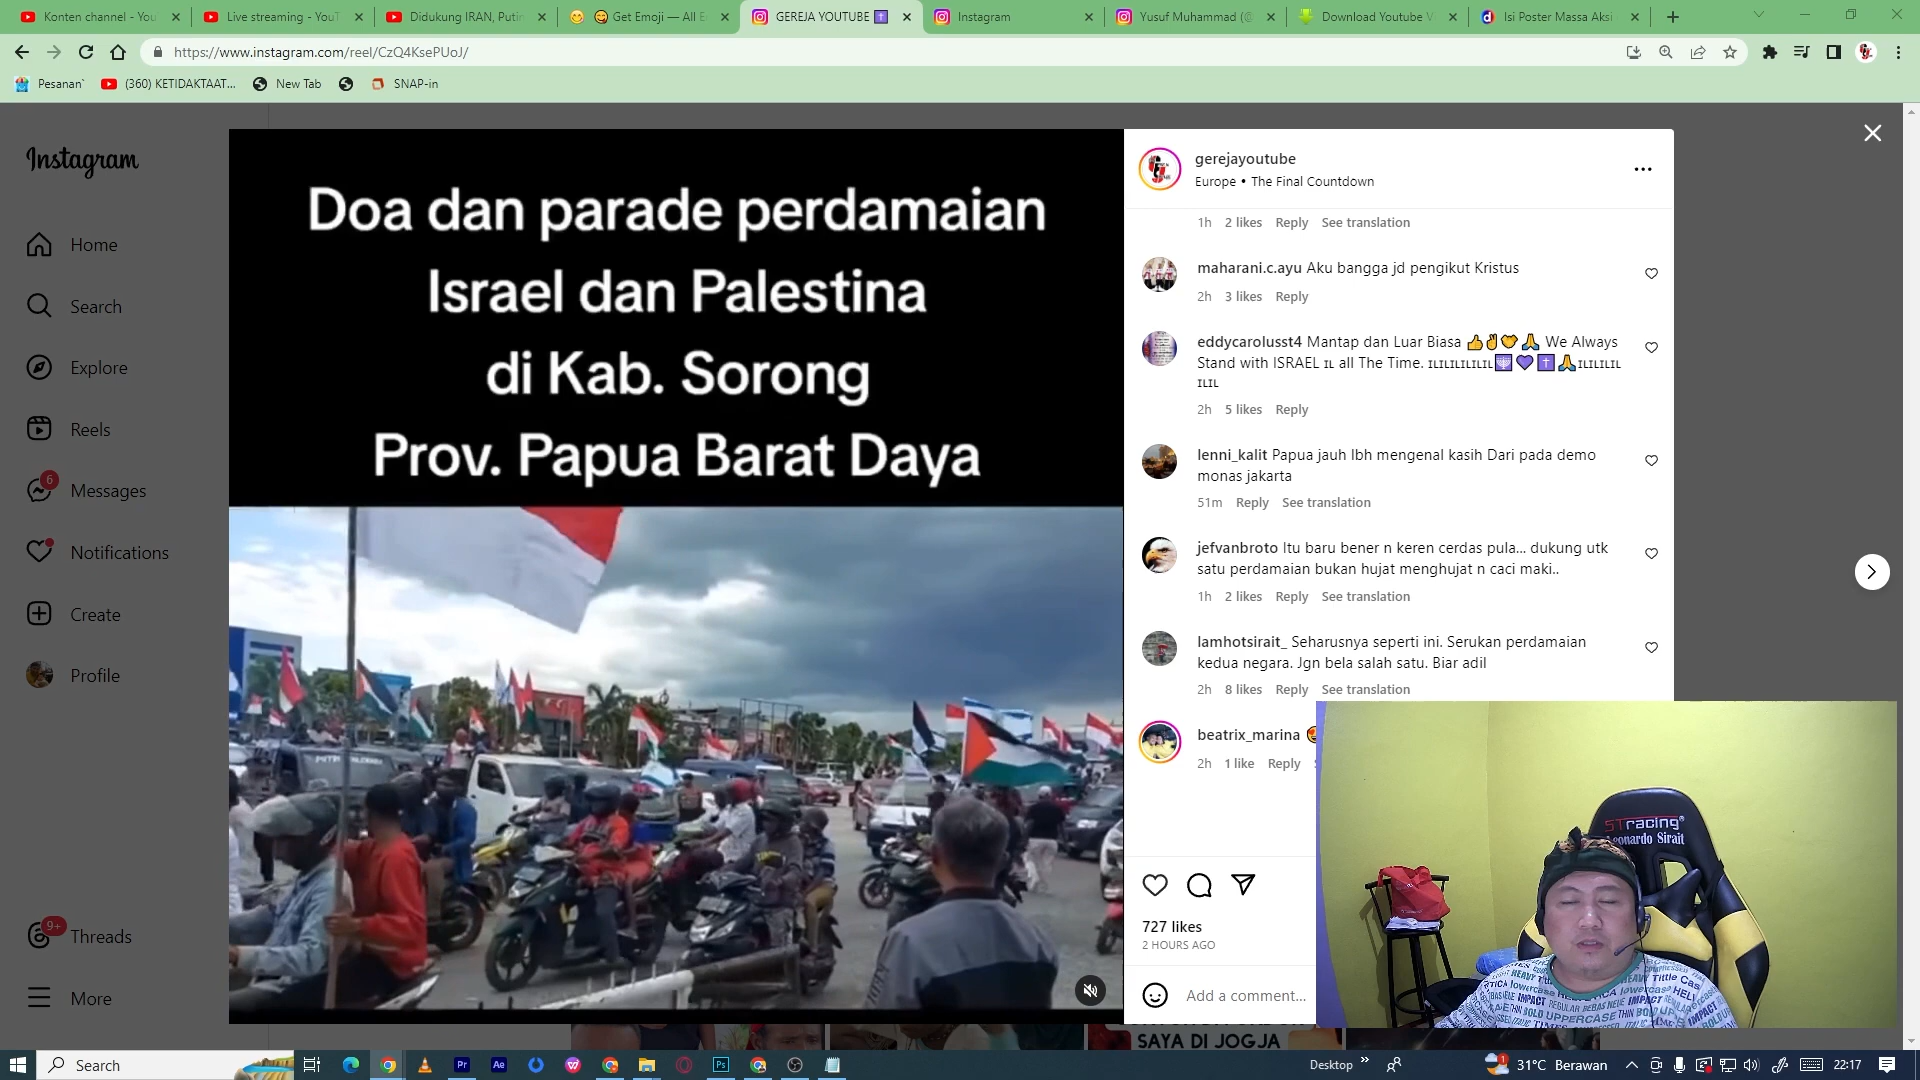 Konten channel - You
Live streaming - YouT
Didukung IRAN, Putin
Get Emoji — All E
GEREJA YOUTUBE
Instagram
Yusuf Muhammad (@
Download Youtube V
Isi Poster Massa Aksi
https://www.instagram.com/reel/CzQ4KsePUoJ/
Pesanan`
(360) KETIDAKTAAT...
New Tab
SNAP-in
Instagram
Home
Search
Explore
Reels
6
Messages
Notifications
Create
Profile
9+
Threads
More
Doa dan parade perdamaian
Israel dan Palestina
di Kab. Sorong
Prov. Papua Barat Daya
gerejayoutube
Europe • The Final Countdown
1h 2 likes Reply See translation
maharani.c.ayu Aku bangga jd pengikut Kristus
2h 3 likes Reply
eddycarolusst4 Mantap dan Luar Biasa 👍✌🤝🙏 We Always
Stand with ISRAEL 🇮🇱 all The Time. 🇮🇱🇮🇱🇮🇱🇮🇱🇮🇱🕎💜✝️🙏🇮🇱🇮🇱🇮🇱
🇮🇱🇮🇱
2h 5 likes Reply
lenni_kalit Papua jauh lbh mengenal kasih Dari pada demo
monas jakarta
51m Reply See translation
jefvanbroto Itu baru bener n keren cerdas pula... dukung utk
satu perdamaian bukan hujat menghujat n caci maki..
1h 2 likes Reply See translation
lamhotsirait_ Seharusnya seperti ini. Serukan perdamaian
kedua negara. Jgn bela salah satu. Biar adil
2h 8 likes Reply See translation
beatrix_marina
2h 1 like Reply
727 likes
2 HOURS AGO
Add a comment...
STracing
Leonardo Sirait
SAYA DI JOGJA
Search
Pr
Ae
Ps
Desktop
1
31°C Berawan
22:17